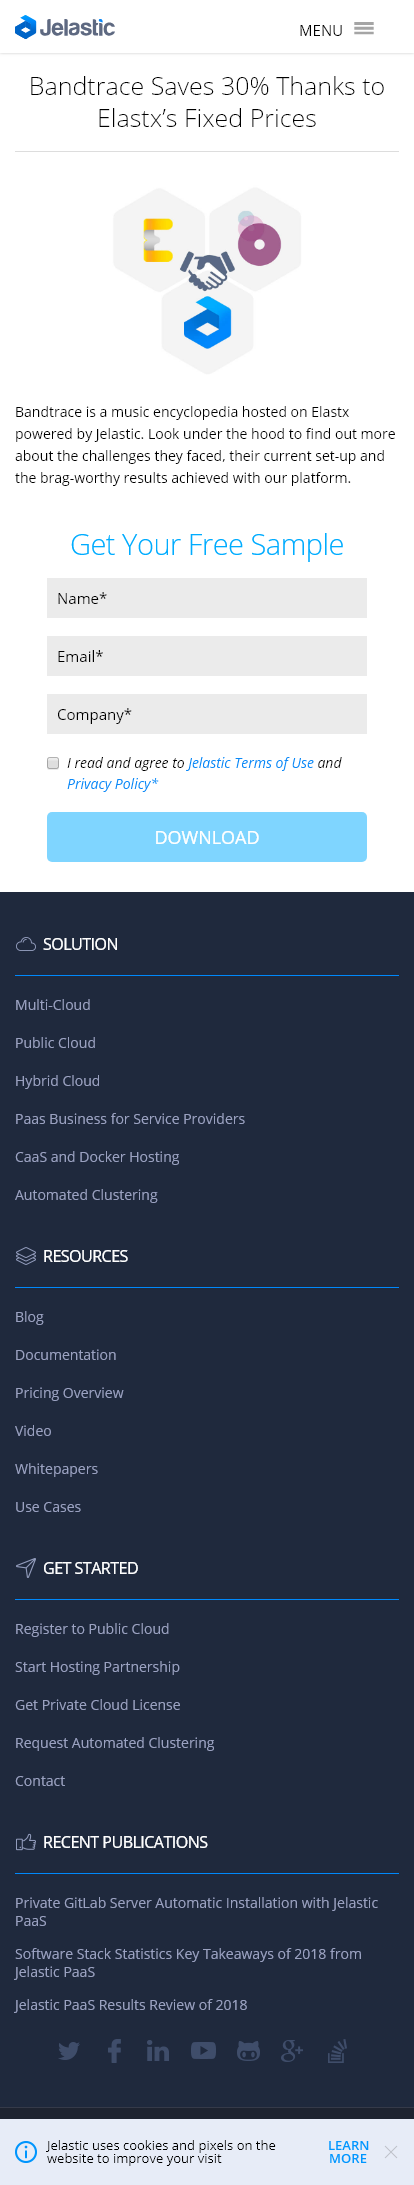 Jelastic
MENU
Bandtrace Saves 30% Thanks to
Elastx’s Fixed Prices
Bandtrace is a music encyclopedia hosted on Elastx
powered by Jelastic. Look under the hood to find out more
about the challenges they faced, their current set-up and
the brag-worthy results achieved with our platform.
Get Your Free Sample
Name*
Email*
Company*
I read and agree to Jelastic Terms of Use and
Privacy Policy*
DOWNLOAD
SOLUTION
Multi-Cloud
Public Cloud
Hybrid Cloud
Paas Business for Service Providers
CaaS and Docker Hosting
Automated Clustering
RESOURCES
Blog
Documentation
Pricing Overview
Video
Whitepapers
Use Cases
GET STARTED
Register to Public Cloud
Start Hosting Partnership
Get Private Cloud License
Request Automated Clustering
Contact
RECENT PUBLICATIONS
Private GitLab Server Automatic Installation with Jelastic
PaaS
Software Stack Statistics Key Takeaways of 2018 from
Jelastic PaaS
Jelastic PaaS Results Review of 2018
Jelastic uses cookies and pixels on the
website to improve your visit
LEARN
MORE